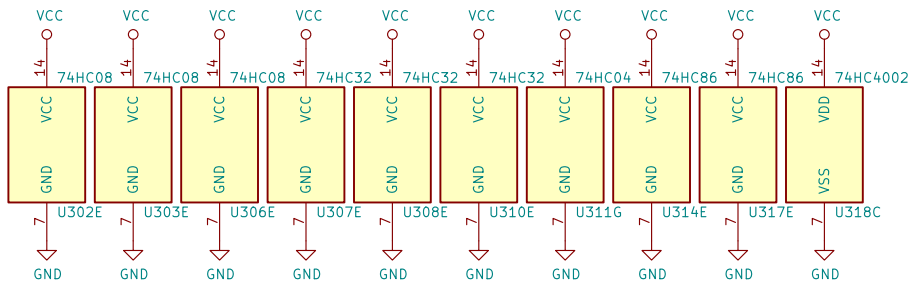 VCC VCC VCC VCC VCC VCC VCC VCC VCC VCC
14 14 14 14 14 14 14 14 14 14
74HC08 74HC08 74HC08 74HC32 74HC32 74HC32 74HC04 74HC86 74HC86 74HC4002
VCC VCC VCC VCC VCC VCC VCC VCC VCC VDD
GND GND GND GND GND GND GND GND GND VSS
U302E U303E U306E U307E U308E U310E U311G U314E U317E U318C
7 7 7 7 7 7 7 7 7 7
GND GND GND GND GND GND GND GND GND GND